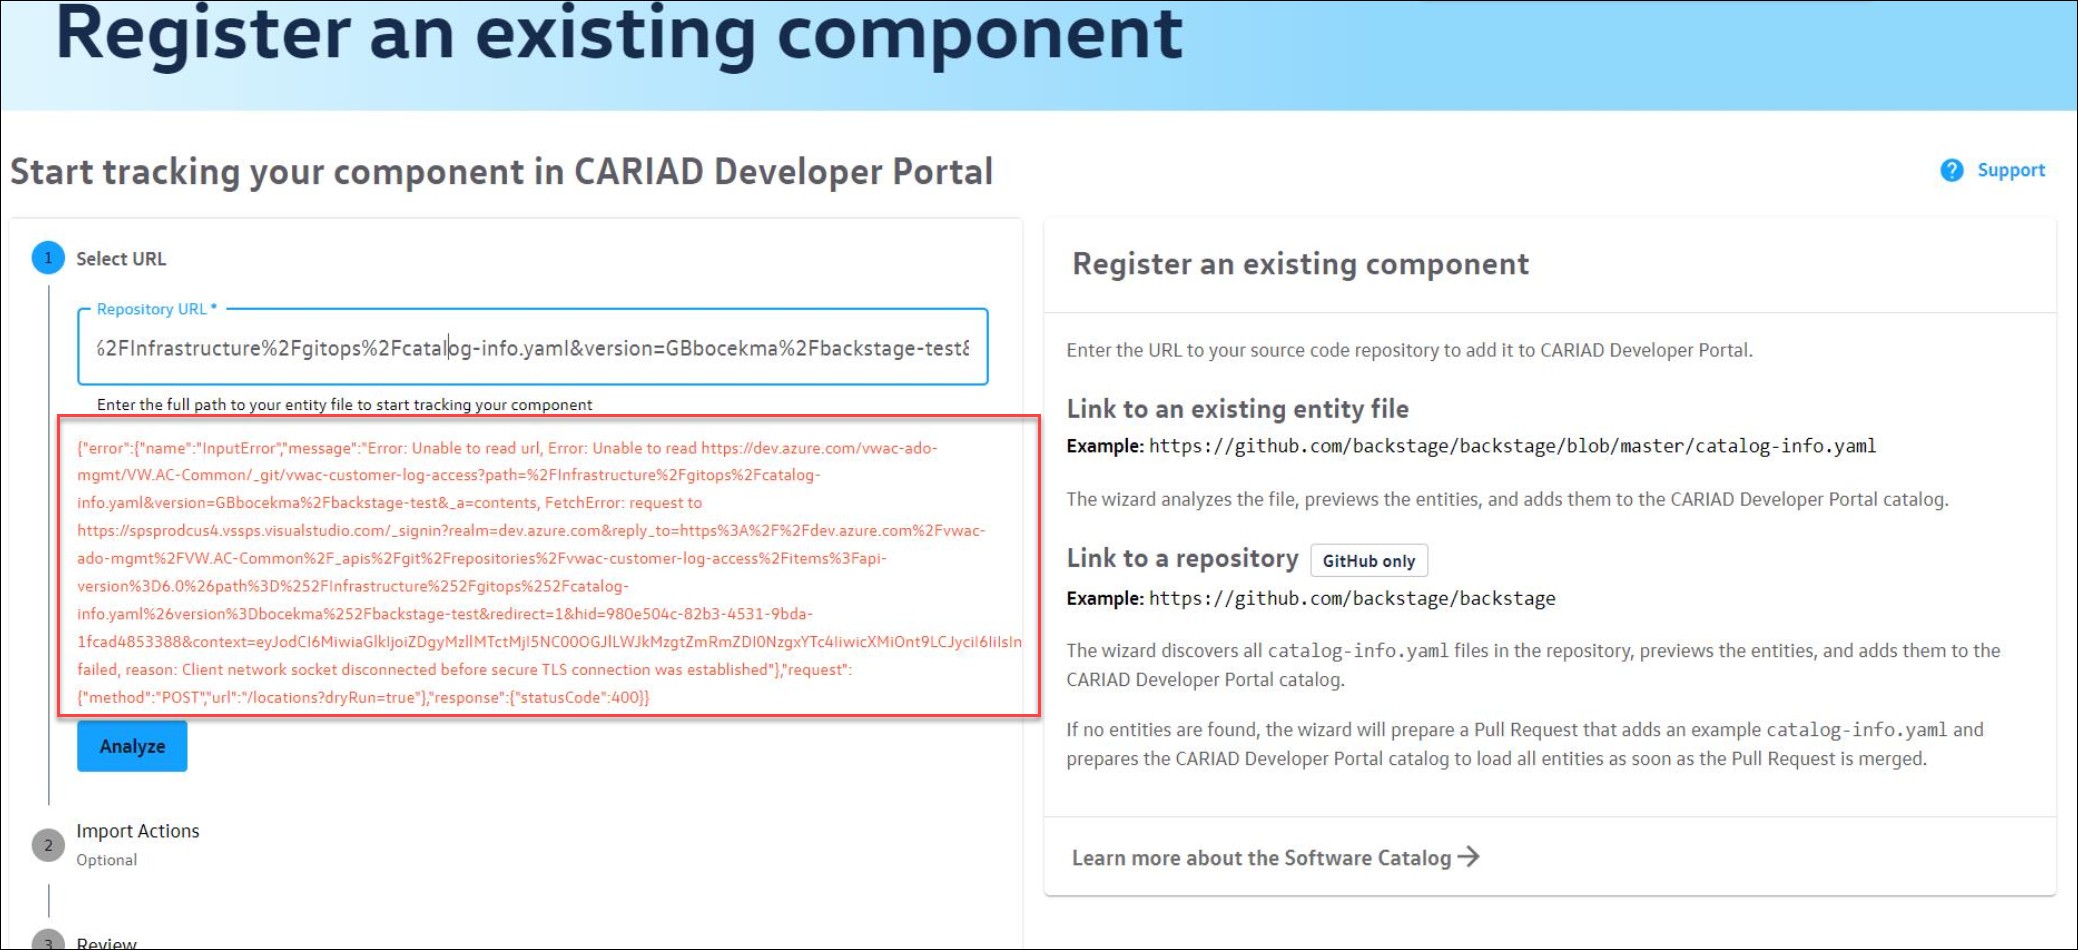 Register an existing component
Start tracking your component in CARIAD Developer Portal
? Support
1 Select URL
Repository URL *
%2FInfrastructure%2Fgitops%2Fcatalog-info.yaml&version=GBbocekma%2Fbackstage-test&
Enter the full path to your entity file to start tracking your component
{"error":{"name":"InputError","message":"Error: Unable to read url, Error: Unable to read https://dev.azure.com/vwac-ado-
mgmt/VW.AC-Common/_git/vwac-customer-log-access?path=%2FInfrastructure%2Fgitops%2Fcatalog-
info.yaml&version=GBbocekma%2Fbackstage-test&_a=contents, FetchError: request to
https://spsprodcus4.vssps.visualstudio.com/_signin?realm=dev.azure.com&reply_to=https%3A%2F%2Fdev.azure.com%2Fvwac-
ado-mgmt%2FVW.AC-Common%2F_apis%2Fgit%2Frepositories%2Fvwac-customer-log-access%2Fitems%3Fapi-
version%3D6.0%26path%3D%252FInfrastructure%252Fgitops%252Fcatalog-
info.yaml%26version%3Dbocekma%252Fbackstage-test&redirect=1&hid=980e504c-82b3-4531-9bda-
failed, reason: Client network socket disconnected before secure TLS connection was established"},"request":
{"method":"POST","url":"/locations?dryRun=true"},"response":{"statusCode":400}}
Analyze
2 Import Actions
Optional
3 Review
Register an existing component
Enter the URL to your source code repository to add it to CARIAD Developer Portal.
Link to an existing entity file
Example: https://github.com/backstage/backstage/blob/master/catalog-info.yaml
The wizard analyzes the file, previews the entities, and adds them to the CARIAD Developer Portal catalog.
Link to a repository GitHub only
Example: https://github.com/backstage/backstage
The wizard discovers all catalog-info.yaml files in the repository, previews the entities, and adds them to the
CARIAD Developer Portal catalog.
If no entities are found, the wizard will prepare a Pull Request that adds an example catalog-info.yaml and
prepares the CARIAD Developer Portal catalog to load all entities as soon as the Pull Request is merged.
Learn more about the Software Catalog →